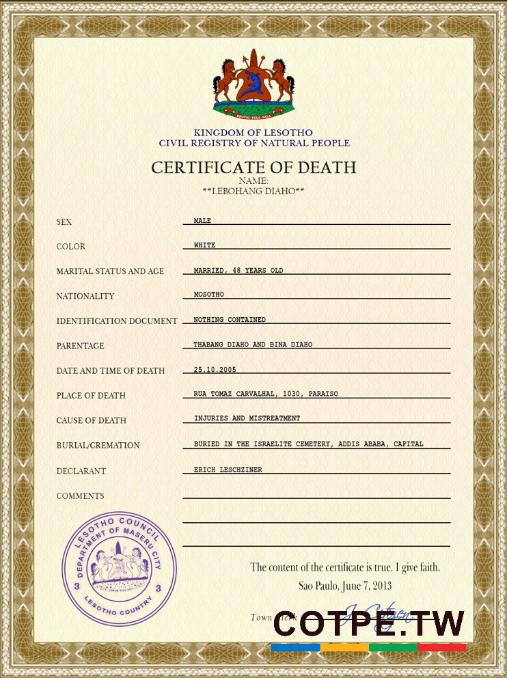 KINGDOM OF LESOTHO
CIVIL REGISTRY OF NATURAL PEOPLE
CERTIFICATE OF DEATH
NAME:
**LEBOHANG DIAHO**
SEX MALE
COLOR WHITE
MARITAL STATUS AND AGE MARRIED, 48 YEARS OLD
NATIONALITY MOSOTHO
IDENTIFICATION DOCUMENT NOTHING CONTAINED
PARENTAGE THABANG DIAHO AND BINA DIAHO
DATE AND TIME OF DEATH 25.10.2005
PLACE OF DEATH RUA TOMAZ CARVALHAL, 1030, PARAISO
CAUSE OF DEATH INJURIES AND MISTREATMENT
BURIAL/CREMATION BURIED IN THE ISRAELITE CEMETERY, ADDIS ABABA, CAPITAL
DECLARANT ERICH LESCHZINER
COMMENTS
LESOTHO COUNCIL
DEPARTMENT OF MASERU CITY
3 3
LESOTHO COUNTRY
The content of the certificate is true. I give faith.
Sao Paulo, June 7, 2013
Town
COTPE.TW